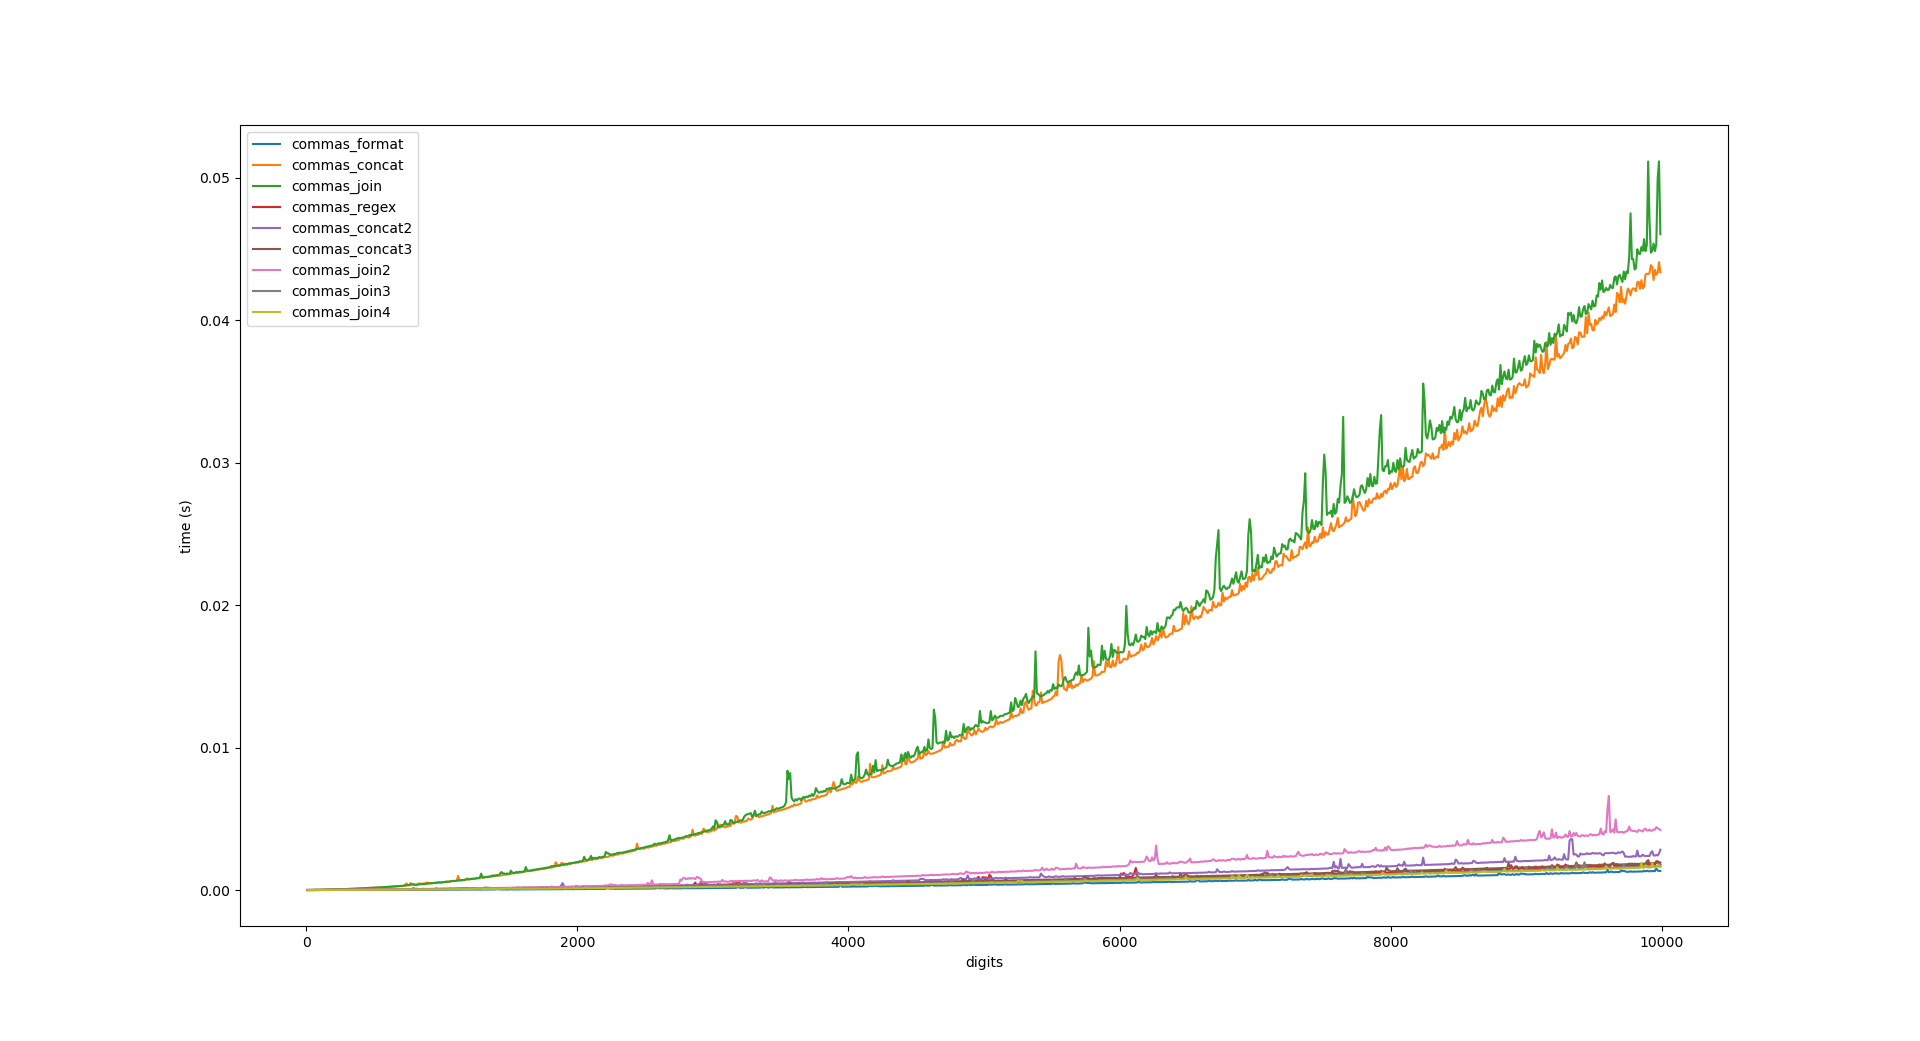 commas_format
commas_concat
commas_join
commas_regex
commas_concat2
commas_concat3
commas_join2
commas_join3
commas_join4
0.05
0.04
0.03
0.02
0.01
0.00
time (s)
0 2000 4000 6000 8000 10000
digits